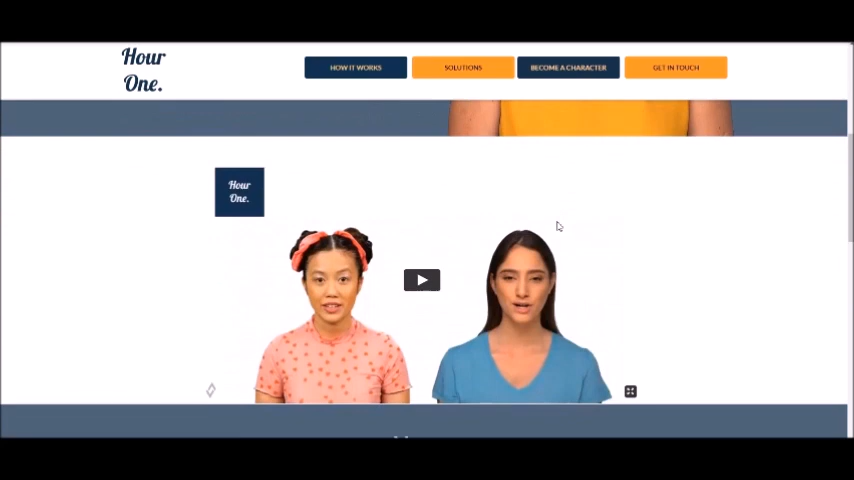 Hour
One.
HOW IT WORKS
SOLUTIONS
BECOME A CHARACTER
GET IN TOUCH
Hour
One.